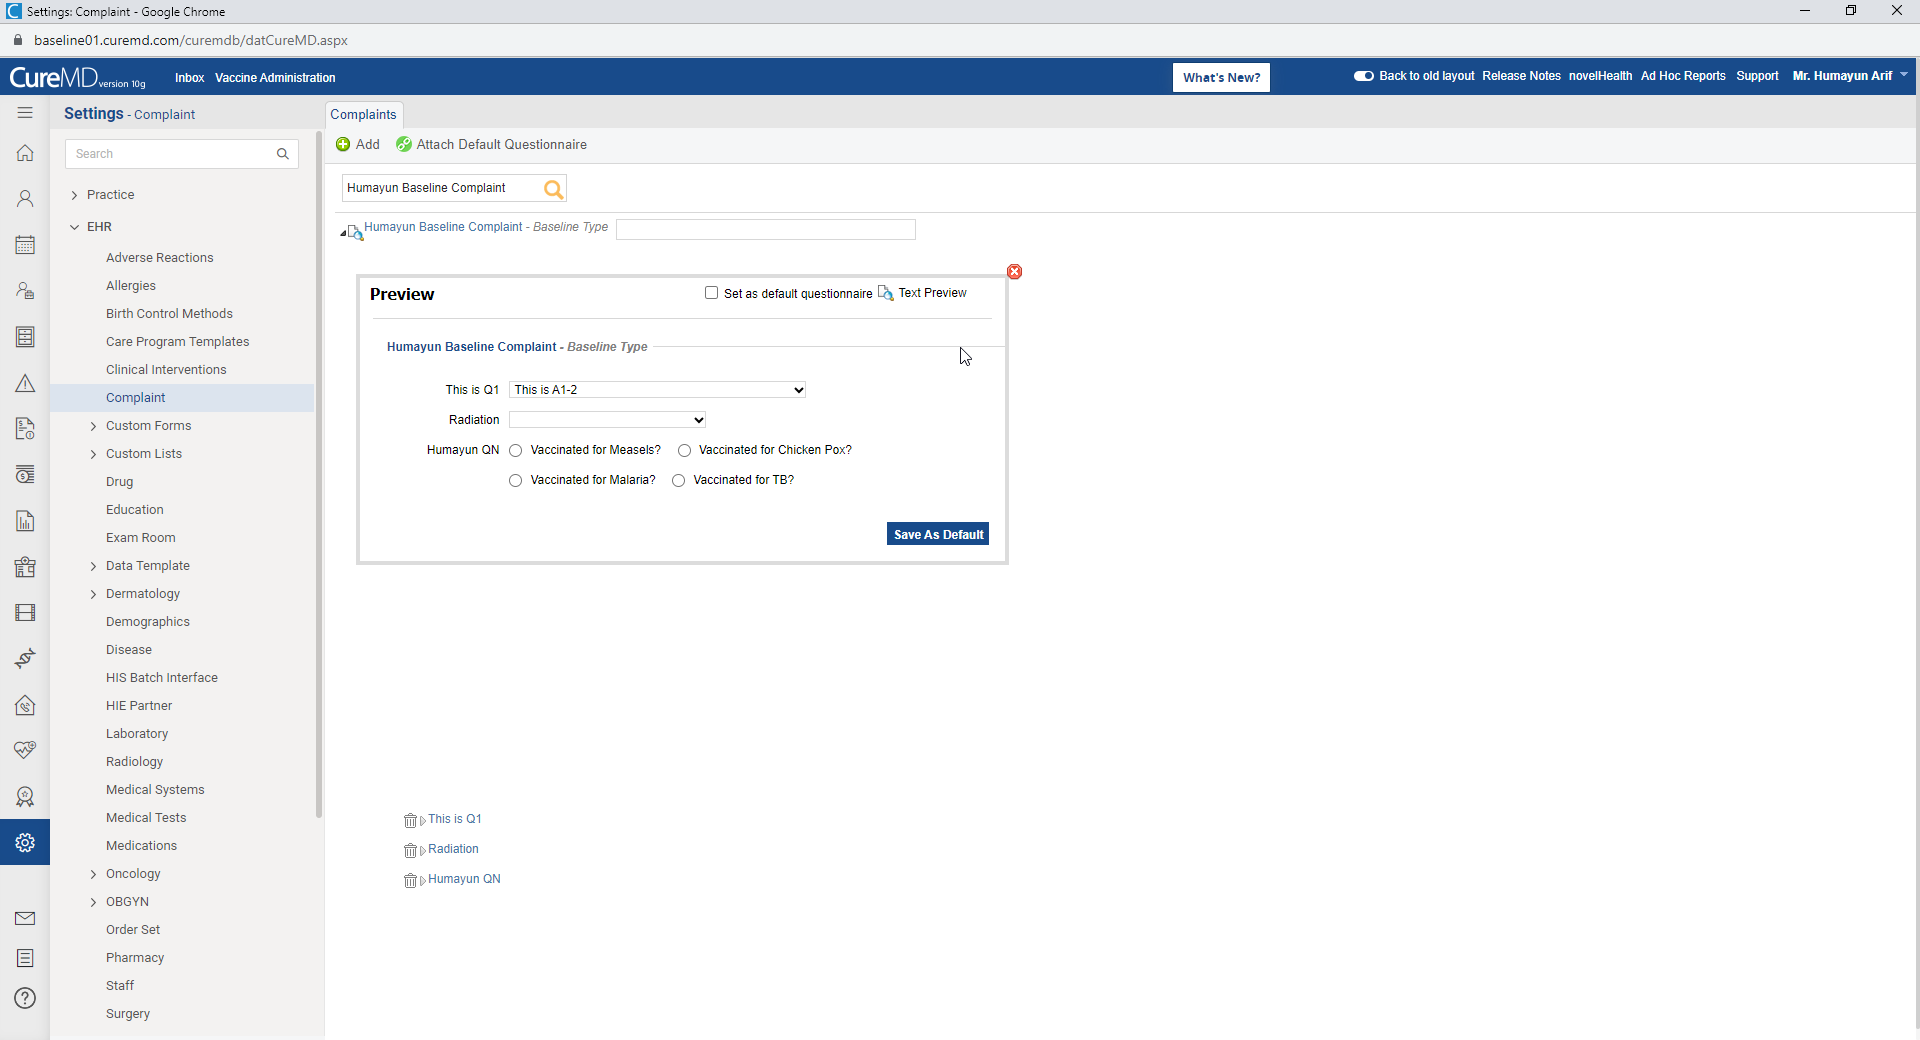 Settings: Complaint - Google Chrome
baseline01.curemd.com/curemdb/datCureMD.aspx
CureMD version 10g
Inbox Vaccine Administration
What's New?
Back to old layout Release Notes novelHealth Ad Hoc Reports Support Mr. Humayun Arif
Settings - Complaint
Complaints
Search
Add Attach Default Questionnaire
Practice
Humayun Baseline Complaint
EHR
Humayun Baseline Complaint - Baseline Type
Adverse Reactions
Allergies
Birth Control Methods
Care Program Templates
Clinical Interventions
Complaint
Custom Forms
Custom Lists
Drug
Education
Exam Room
Data Template
Dermatology
Demographics
Disease
HIS Batch Interface
HIE Partner
Laboratory
Radiology
Medical Systems
Medical Tests
Medications
Oncology
OBGYN
Order Set
Pharmacy
Staff
Surgery
Preview
Set as default questionnaire Text Preview
Humayun Baseline Complaint - Baseline Type
This is Q1 This is A1-2
Radiation
Humayun QN Vaccinated for Measels? Vaccinated for Chicken Pox?
Vaccinated for Malaria? Vaccinated for TB?
Save As Default
This is Q1
Radiation
Humayun QN